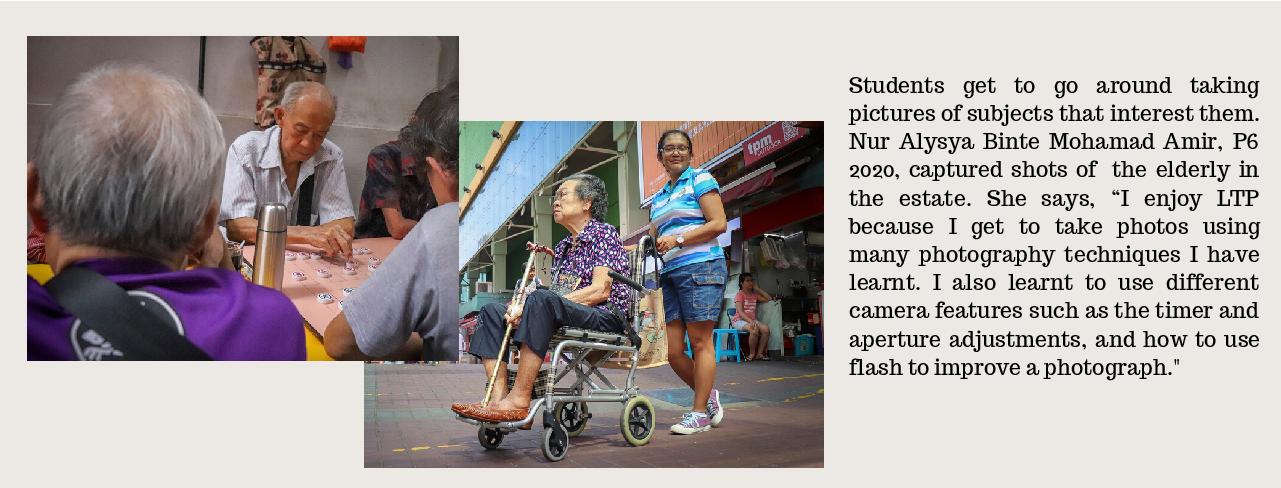 tpm
Students get to go around taking
pictures of subjects that interest them.
Nur Alysya Binte Mohamad Amir, P6
2020, captured shots of the elderly in
the estate. She says, “I enjoy LTP
because I get to take photos using
many photography techniques I have
learnt. I also learnt to use different
camera features such as the timer and
aperture adjustments, and how to use
flash to improve a photograph."